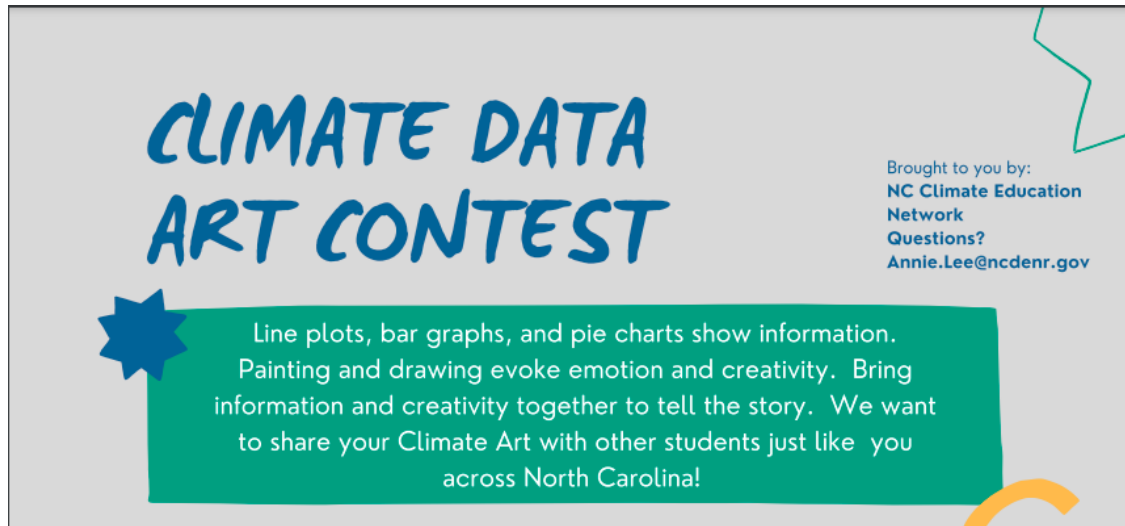 CLIMATE DATA
ART CONTEST
Brought to you by:
NC Climate Education
Network
Questions?
Annie.Lee@ncdenr.gov
Line plots, bar graphs, and pie charts show information.
Painting and drawing evoke emotion and creativity.  Bring
information and creativity together to tell the story.  We want
to share your Climate Art with other students just like  you
across North Carolina!